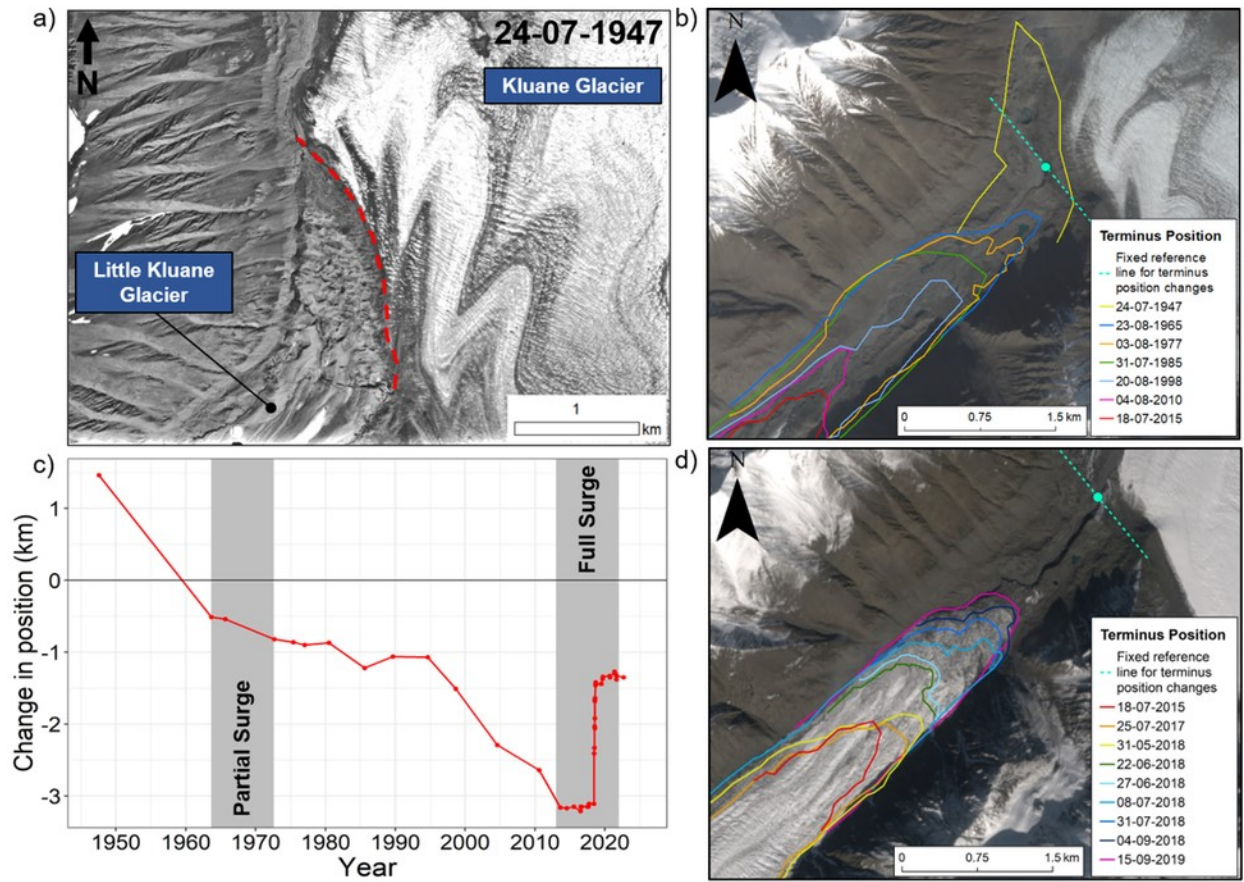 a)
N
24-07-1947
Kluane Glacier
Little Kluane
Glacier
1
km
b)
N
Terminus Position
Fixed reference
line for terminus
position changes
24-07-1947
23-08-1965
03-08-1977
31-07-1985
20-08-1998
04-08-2010
18-07-2015
0 0.75 1.5 km
c)
Change in position (km)
1
0
-1
-2
-3
Partial Surge
Full Surge
1950 1960 1970 1980 1990 2000 2010 2020
Year
d)
N
Terminus Position
Fixed reference
line for terminus
position changes
18-07-2015
25-07-2017
31-05-2018
22-06-2018
27-06-2018
08-07-2018
31-07-2018
04-09-2018
15-09-2019
0 0.75 1.5 km